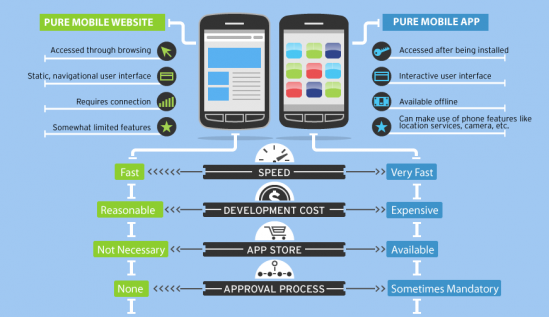 PURE MOBILE WEBSITE
Accessed through browsing
Static, navigational user interface
Requires connection
Somewhat limited features
PURE MOBILE APP
Accessed after being installed
Interactive user interface
Available offline
Can make use of phone features like
location services, camera, etc.
Fast
SPEED
Very Fast
Reasonable
DEVELOPMENT COST
Expensive
Not Necessary
APP STORE
Available
None
APPROVAL PROCESS
Sometimes Mandatory